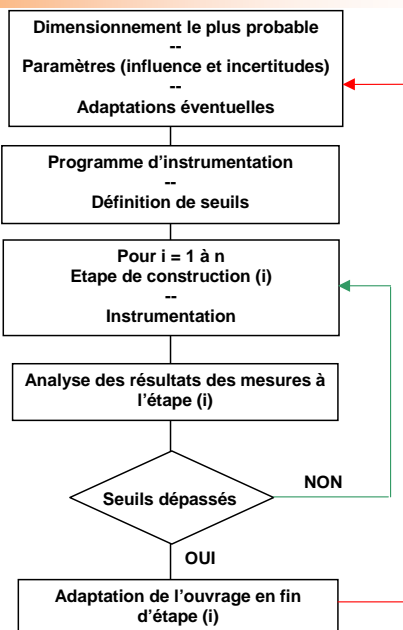 Dimensionnement le plus probable
--
Paramètres (influence et incertitudes)
--
Adaptations éventuelles
Programme d'instrumentation
--
Définition de seuils
Pour i = 1 à n
Etape de construction (i)
--
Instrumentation
Analyse des résultats des mesures à
l'étape (i)
Seuils dépassés
NON
OUI
Adaptation de l'ouvrage en fin
d'étape (i)